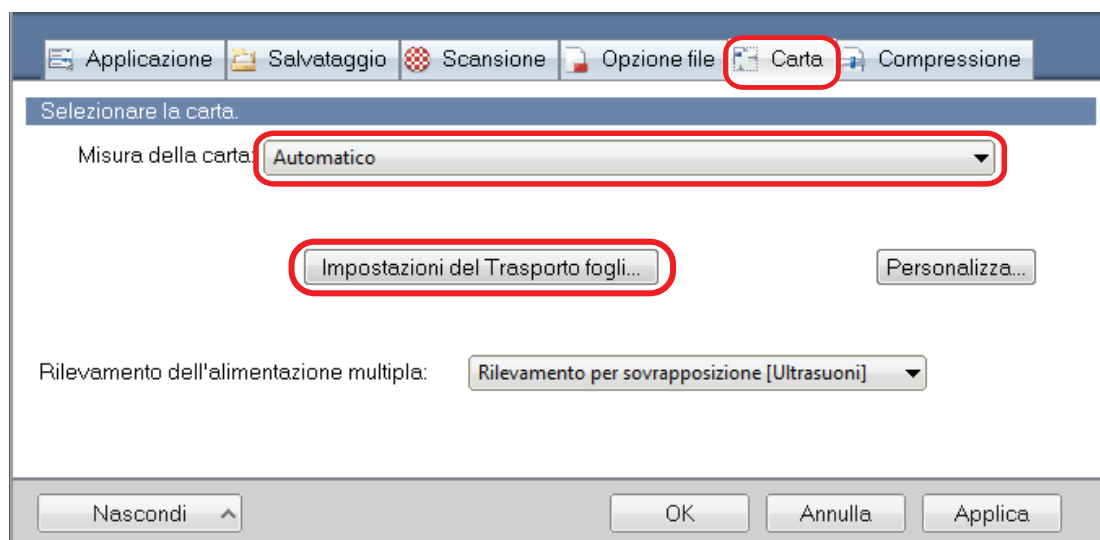 Applicazione Salvataggio Scansione Opzione file Carta Compressione
Selezionare la carta.
Misura della carta: Automatico
Impostazioni del Trasporto fogli... Personalizza...
Rilevamento dell'alimentazione multipla: Rilevamento per sovrapposizione [Ultrasuoni]
Nascondi OK Annulla Applica